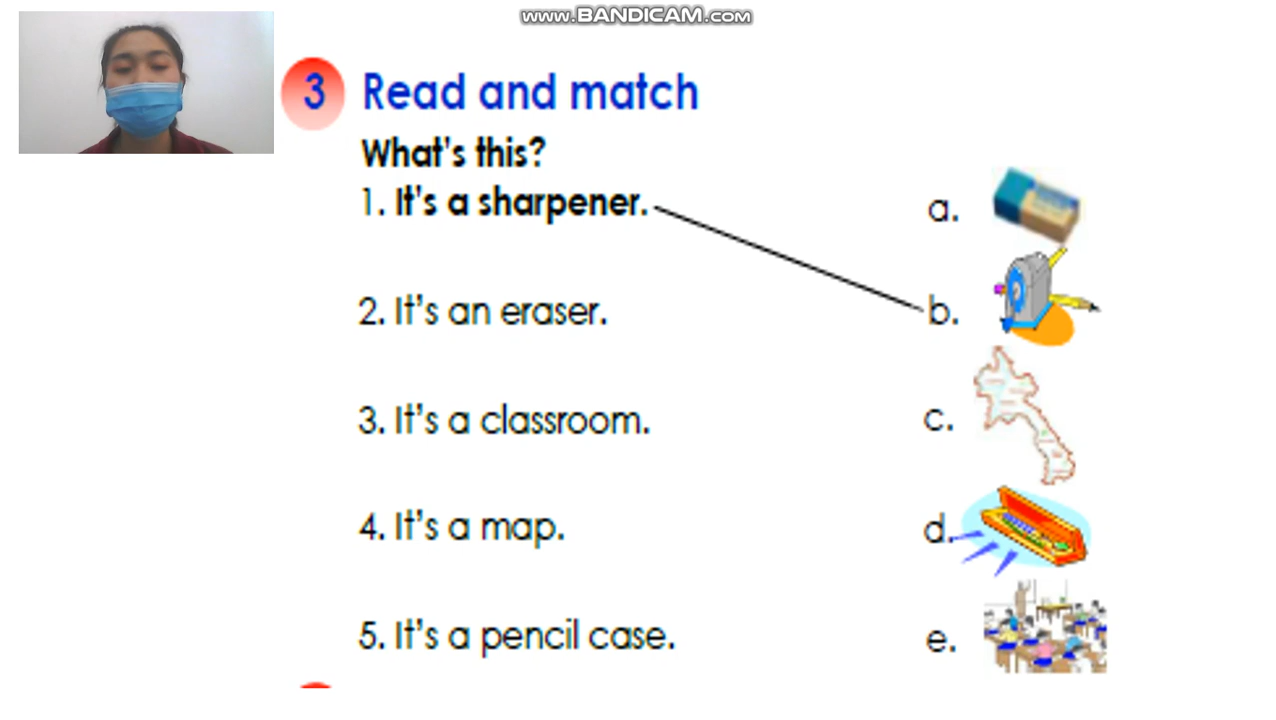 WWW.BANDICAM.COM
3 Read and match
What's this?
1. It's a sharpener.
a.
2. It's an eraser.
b.
3. It's a classroom.
c.
4. It's a map.
d.
5. It's a pencil case.
e.